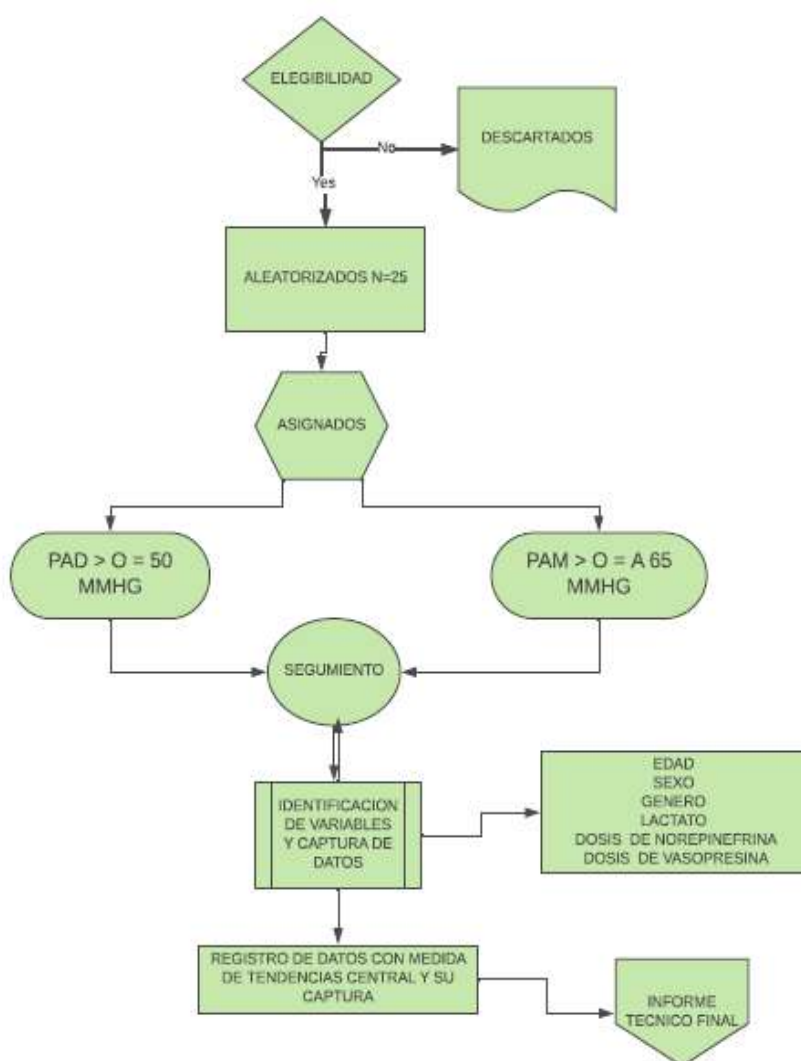 ELEGIBILIDAD
DESCARTADOS
No
Yes
ALEATORIZADOS N=25
ASIGNADOS
PAD > O = 50
MMHG
PAM > O = A 65
MMHG
SEGUMIENTO
IDENTIFICACION
DE VARIABLES
Y CAPTURA DE
DATOS
EDAD
SEXO
GENERO
LACTATO
DOSIS DE NOREPINEFRINA
DOSIS DE VASOPRESINA
REGISTRO DE DATOS CON MEDIDA
DE TENDENCIAS CENTRAL Y SU
CAPTURA
INFORME
TECNICO FINAL